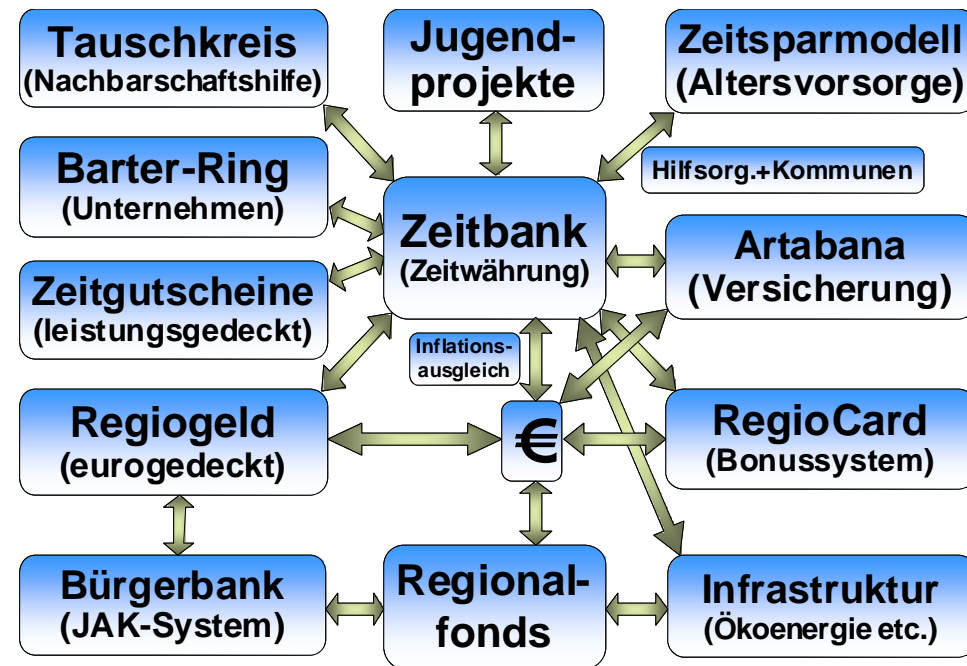 Tauschkreis
(Nachbarschaftshilfe)
Jugend-
projekte
Zeitsparmodell
(Altersvorsorge)
Hilfsorg.+Kommunen
Barter-Ring
(Unternehmen)
Zeitbank
(Zeitwährung)
Artabana
(Versicherung)
Zeitgutscheine
(leistungsgedeckt)
Inflations-
ausgleich
Regiogeld
(eurogedeckt)
€
RegioCard
(Bonussystem)
Bürgerbank
(JAK-System)
Regional-
fonds
Infrastruktur
(Ökoenergie etc.)